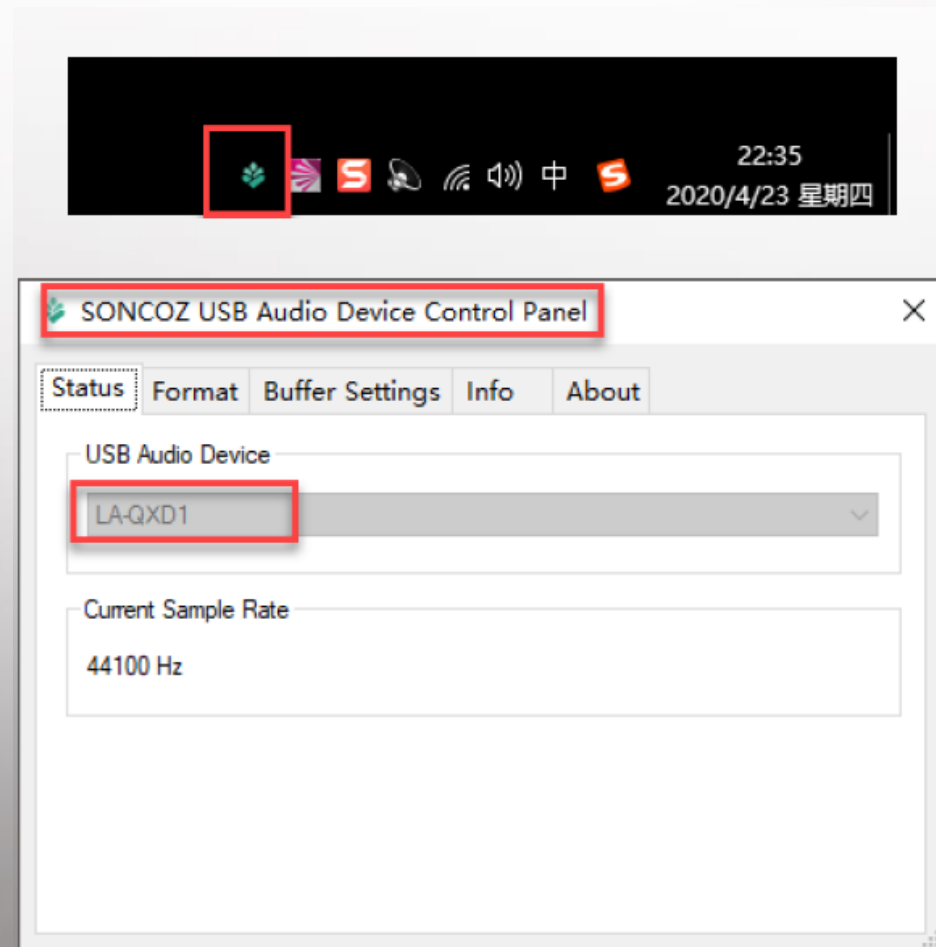 中
22:35
2020/4/23 星期四
SONCOZ USB Audio Device Control Panel
Status Format Buffer Settings Info About
USB Audio Device
LA-QXD1
Current Sample Rate
44100 Hz